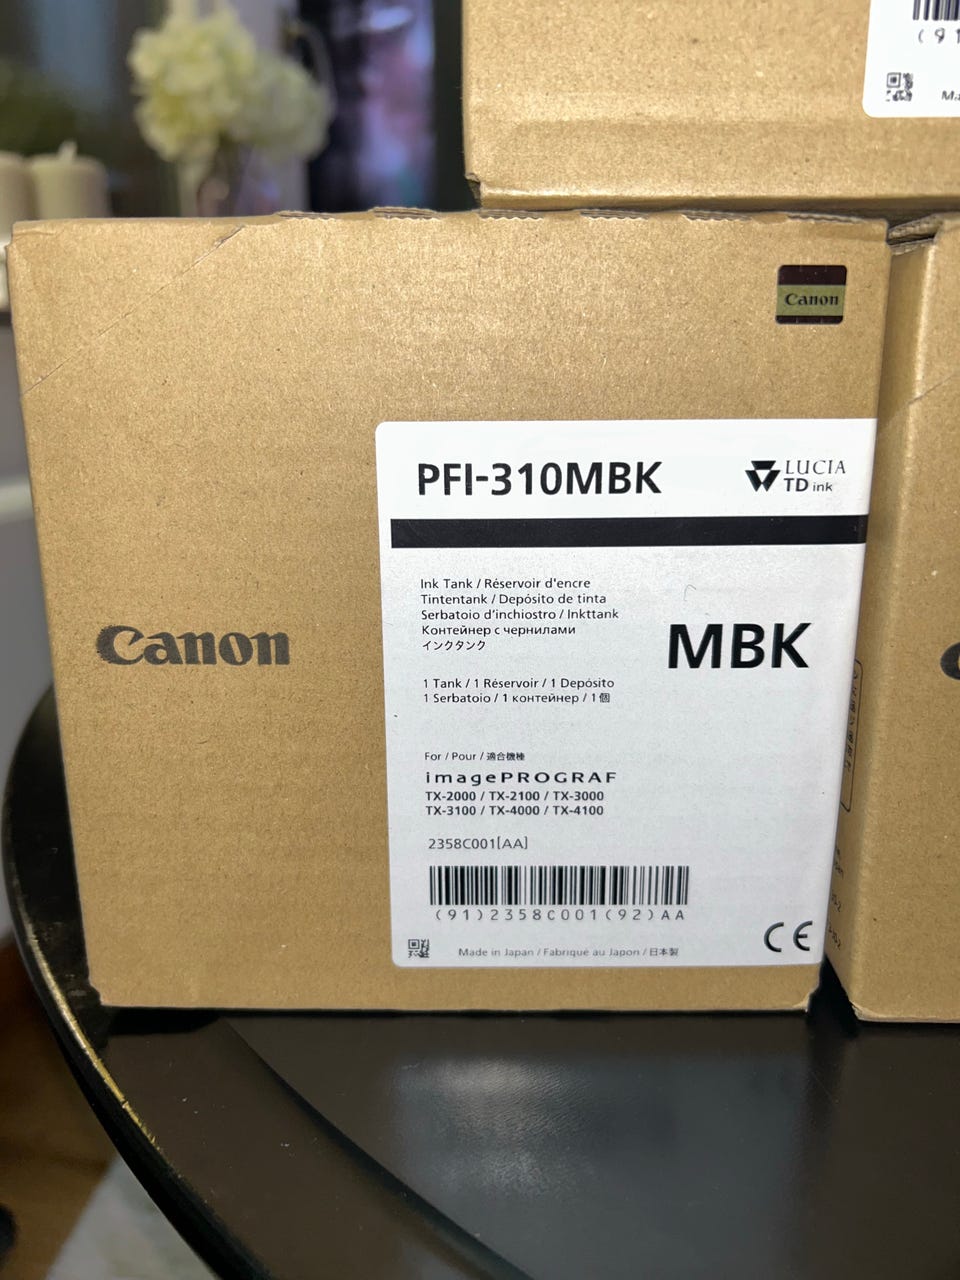 (91
Ma
Canon
PFI-310MBK
LUCIA
TD ink
Ink Tank / Réservoir d'encre
Tintentank / Depósito de tinta
Serbatoio d'inchiostro / Inkttank
Контейнер с чернилами
インクタンク
MBK
Canon
1 Tank / 1 Réservoir / 1 Depósito
1 Serbatoio / 1 контейнер / 1個
For / Pour / 適合機種
imagePROGRAF
TX-2000 / TX-2100 / TX-3000
TX-3100 / TX-4000 / TX-4100
2358C001[AA]
(91)2358C001(92)AA
CE
Made in Japan / Fabriqué au Japon / 日本製